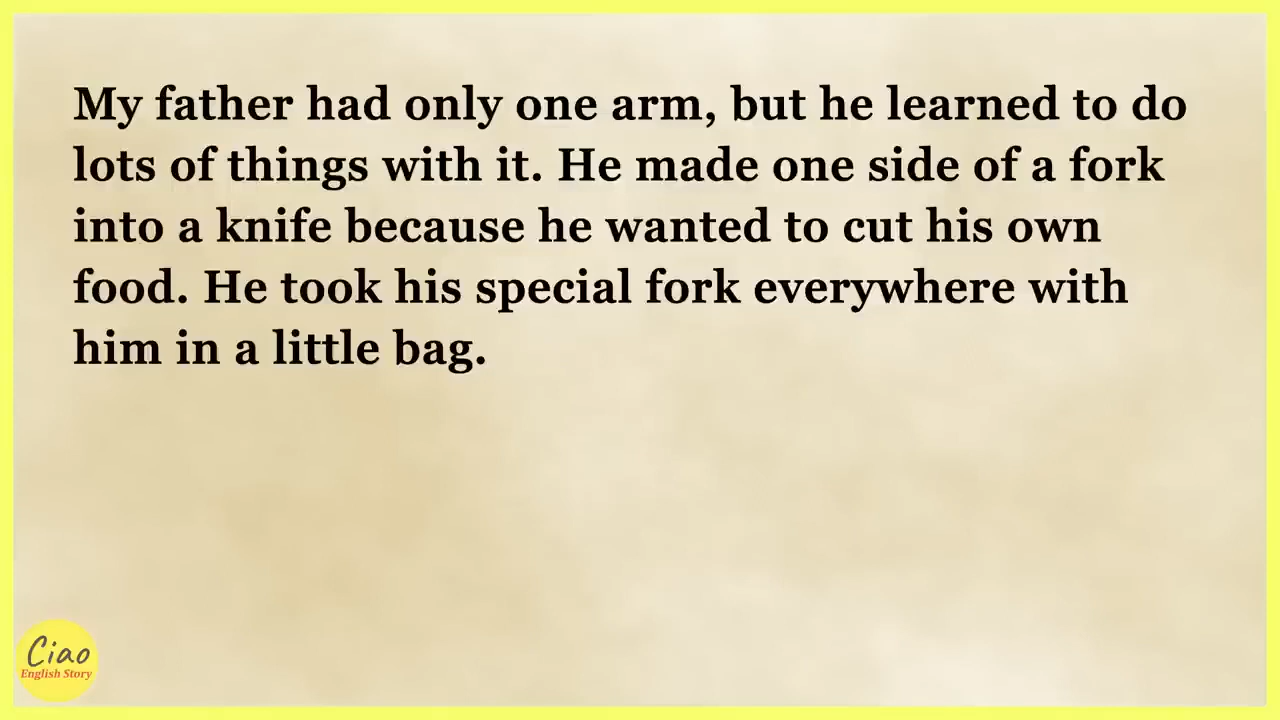 My father had only one arm, but he learned to do
lots of things with it. He made one side of a fork
into a knife because he wanted to cut his own
food. He took his special fork everywhere with
him in a little bag.
Ciao
English Story